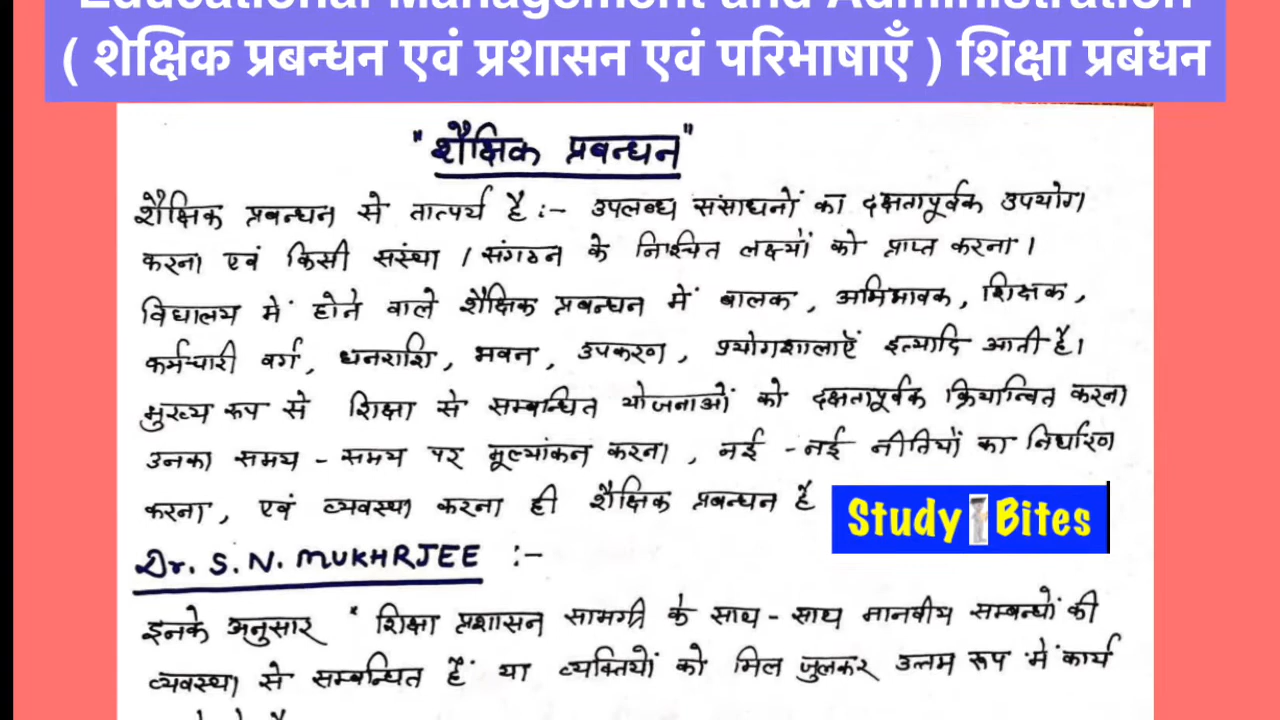 Educational Management and Administration
( शेक्षिक प्रबन्धन एवं प्रशासन एवं परिभाषाएँ ) शिक्षा प्रबंधन
"शैक्षिक प्रबन्धन"
शैक्षिक प्रबन्धन से तात्पर्य है :- उपलब्ध संसाधनों का दक्षतापूर्वक उपयोग
करना एवं किसी संस्था / संगठन के निश्चित लक्ष्यों को प्राप्त करना ।
विद्यालय में होने वाले शैक्षिक प्रबन्धन में बालक , अभिभावक , शिक्षक ,
कर्मचारी वर्ग , धनराशि , भवन , उपकरण , प्रयोगशालाएँ इत्यादि आती है।
मुख्य रूप से शिक्षा से सम्बन्धित योजनाओं को दक्षतापूर्वक क्रियान्वित करना
उनका समय - समय पर मूल्यांकन करना , नई - नई नीतियों का निर्धारण
करना , एवं व्यवस्था करना ही शैक्षिक प्रबन्धन है
Study Bites
Dr. S. N. MUKHRJEE :-
इनके अनुसार " शिक्षा प्रशासन सामग्री के साथ - साथ मानवीय सम्बन्धों की
व्यवस्था से सम्बन्धित हैं या व्यक्तियों को मिल जुलकर उत्तम रूप में कार्य